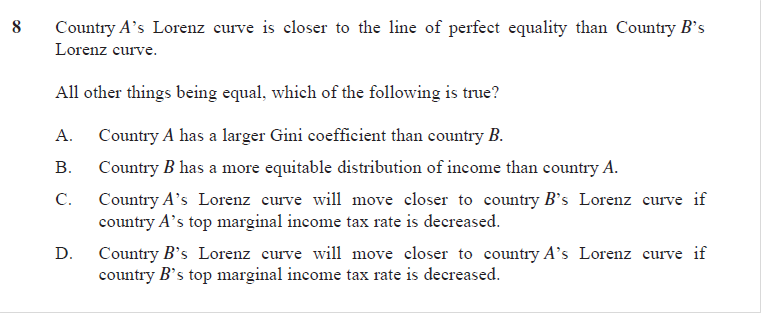 8 Country A's Lorenz curve is closer to the line of perfect equality than Country B's
Lorenz curve.
All other things being equal, which of the following is true?
A. Country A has a larger Gini coefficient than country B.
B. Country B has a more equitable distribution of income than country A.
C. Country A's Lorenz curve will move closer to country B's Lorenz curve if
country A's top marginal income tax rate is decreased.
D. Country B's Lorenz curve will move closer to country A's Lorenz curve if
country B's top marginal income tax rate is decreased.